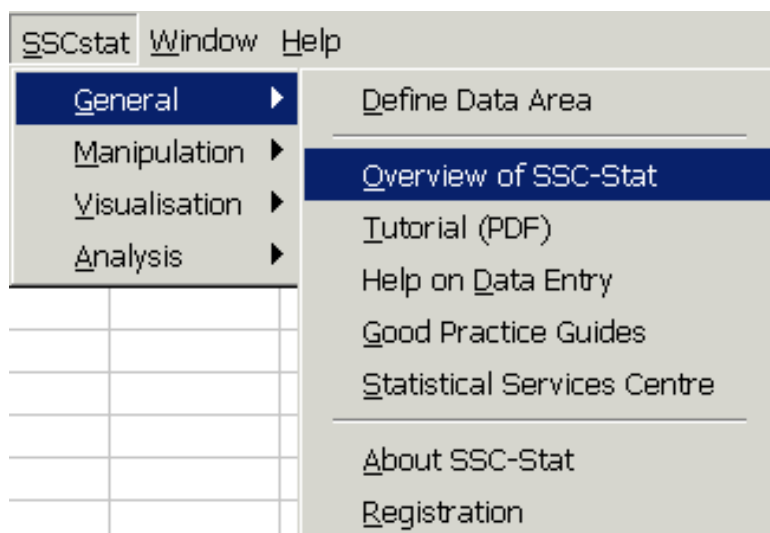 SSCstat Window Help
General
Manipulation
Visualisation
Analysis
Define Data Area
Overview of SSC-Stat
Tutorial (PDF)
Help on Data Entry
Good Practice Guides
Statistical Services Centre
About SSC-Stat
Registration